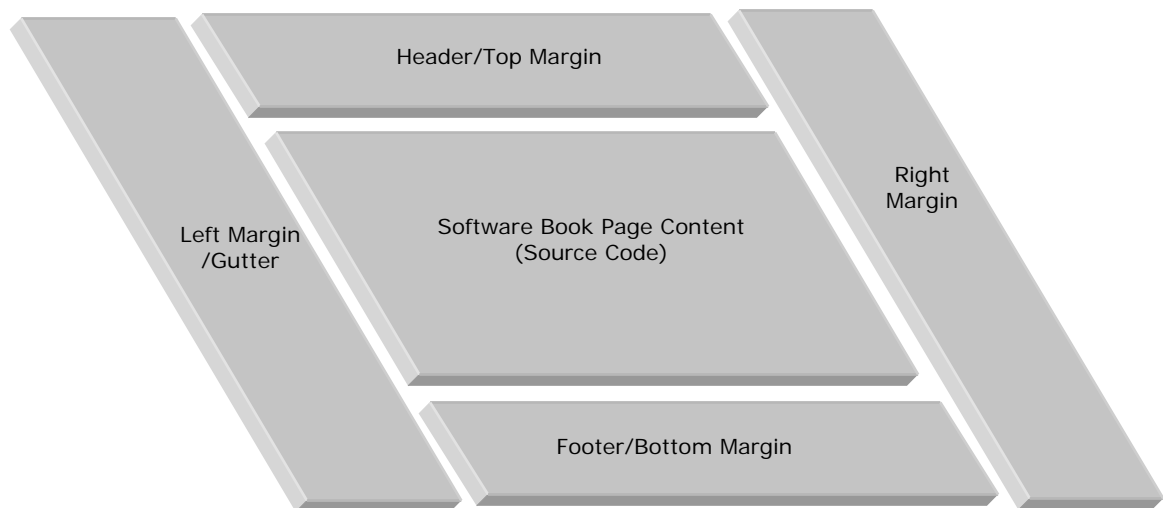 Header/Top Margin
Left Margin
/Gutter
Software Book Page Content
(Source Code)
Right
Margin
Footer/Bottom Margin